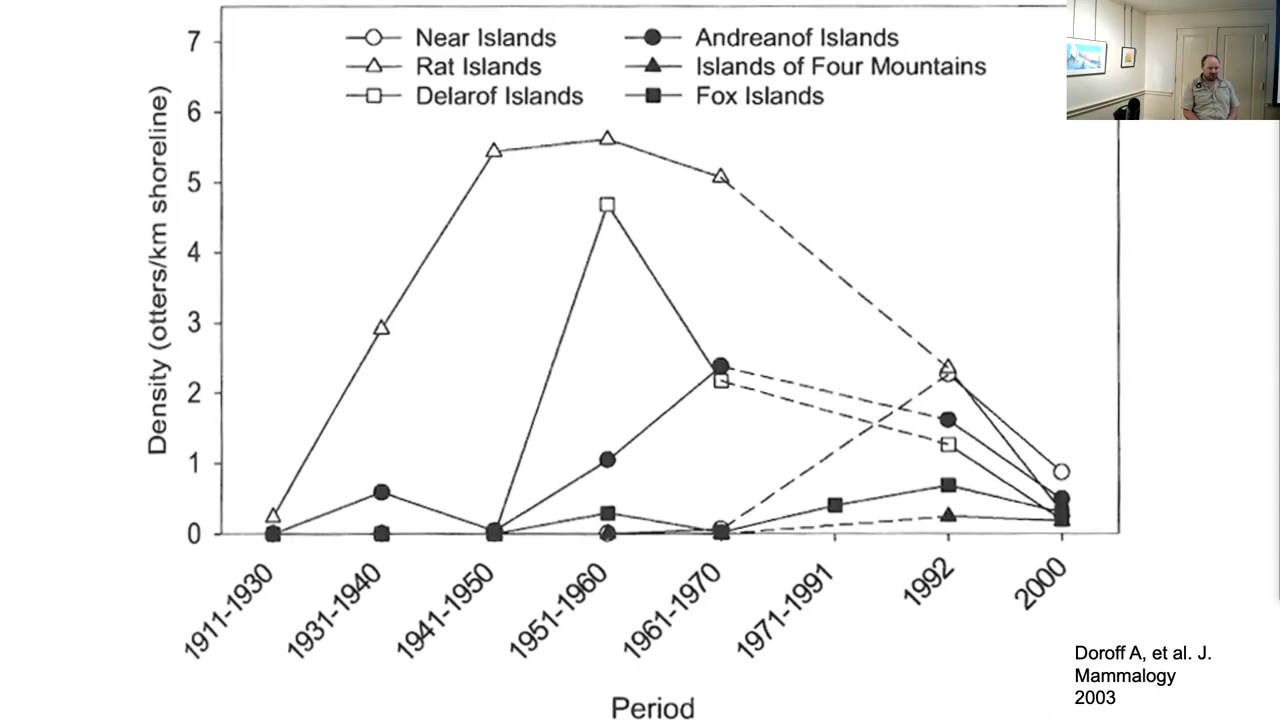 Near Islands
Rat Islands
Delarof Islands
Andreanof Islands
Islands of Four Mountains
Fox Islands
Density (otters/km shoreline)
7
6
5
4
3
2
1
0
1911-1930
1931-1940
1941-1950
1951-1960
1961-1970
1971-1991
1992
2000
Period
Doroff A, et al. J.
Mammalogy
2003